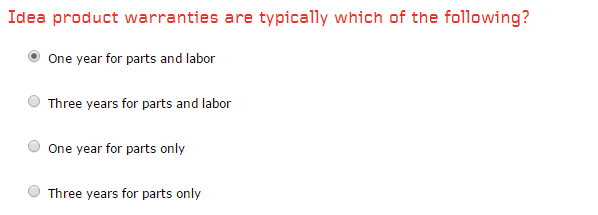 Idea product warranties are typically which of the following?
One year for parts and labor
Three years for parts and labor
One year for parts only
Three years for parts only